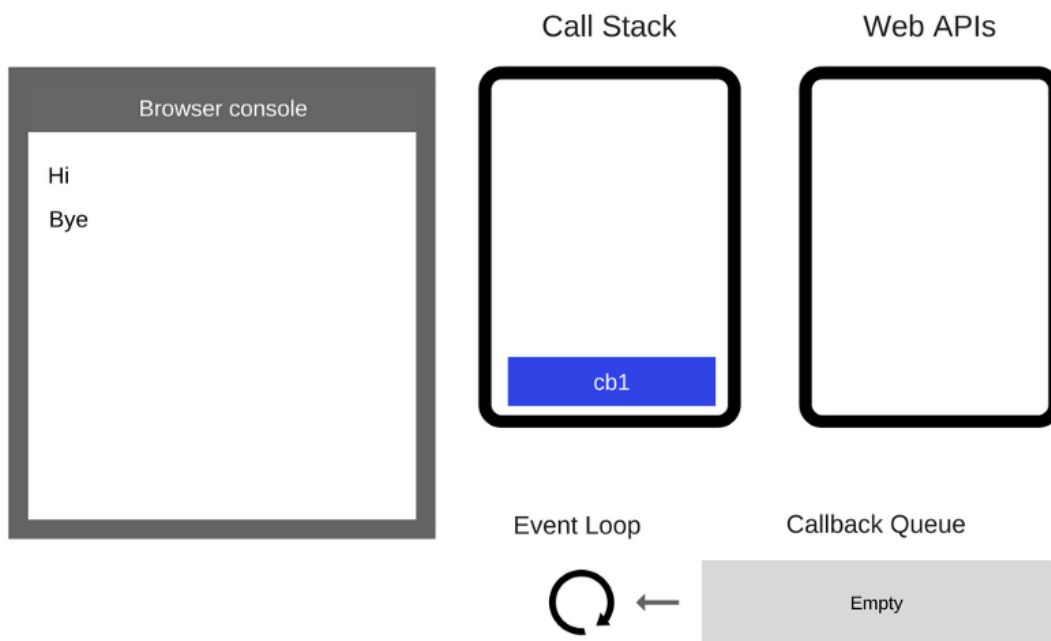 Call Stack
Web APIs
Browser console
Hi
Bye
cb1
Event Loop
Callback Queue
Empty